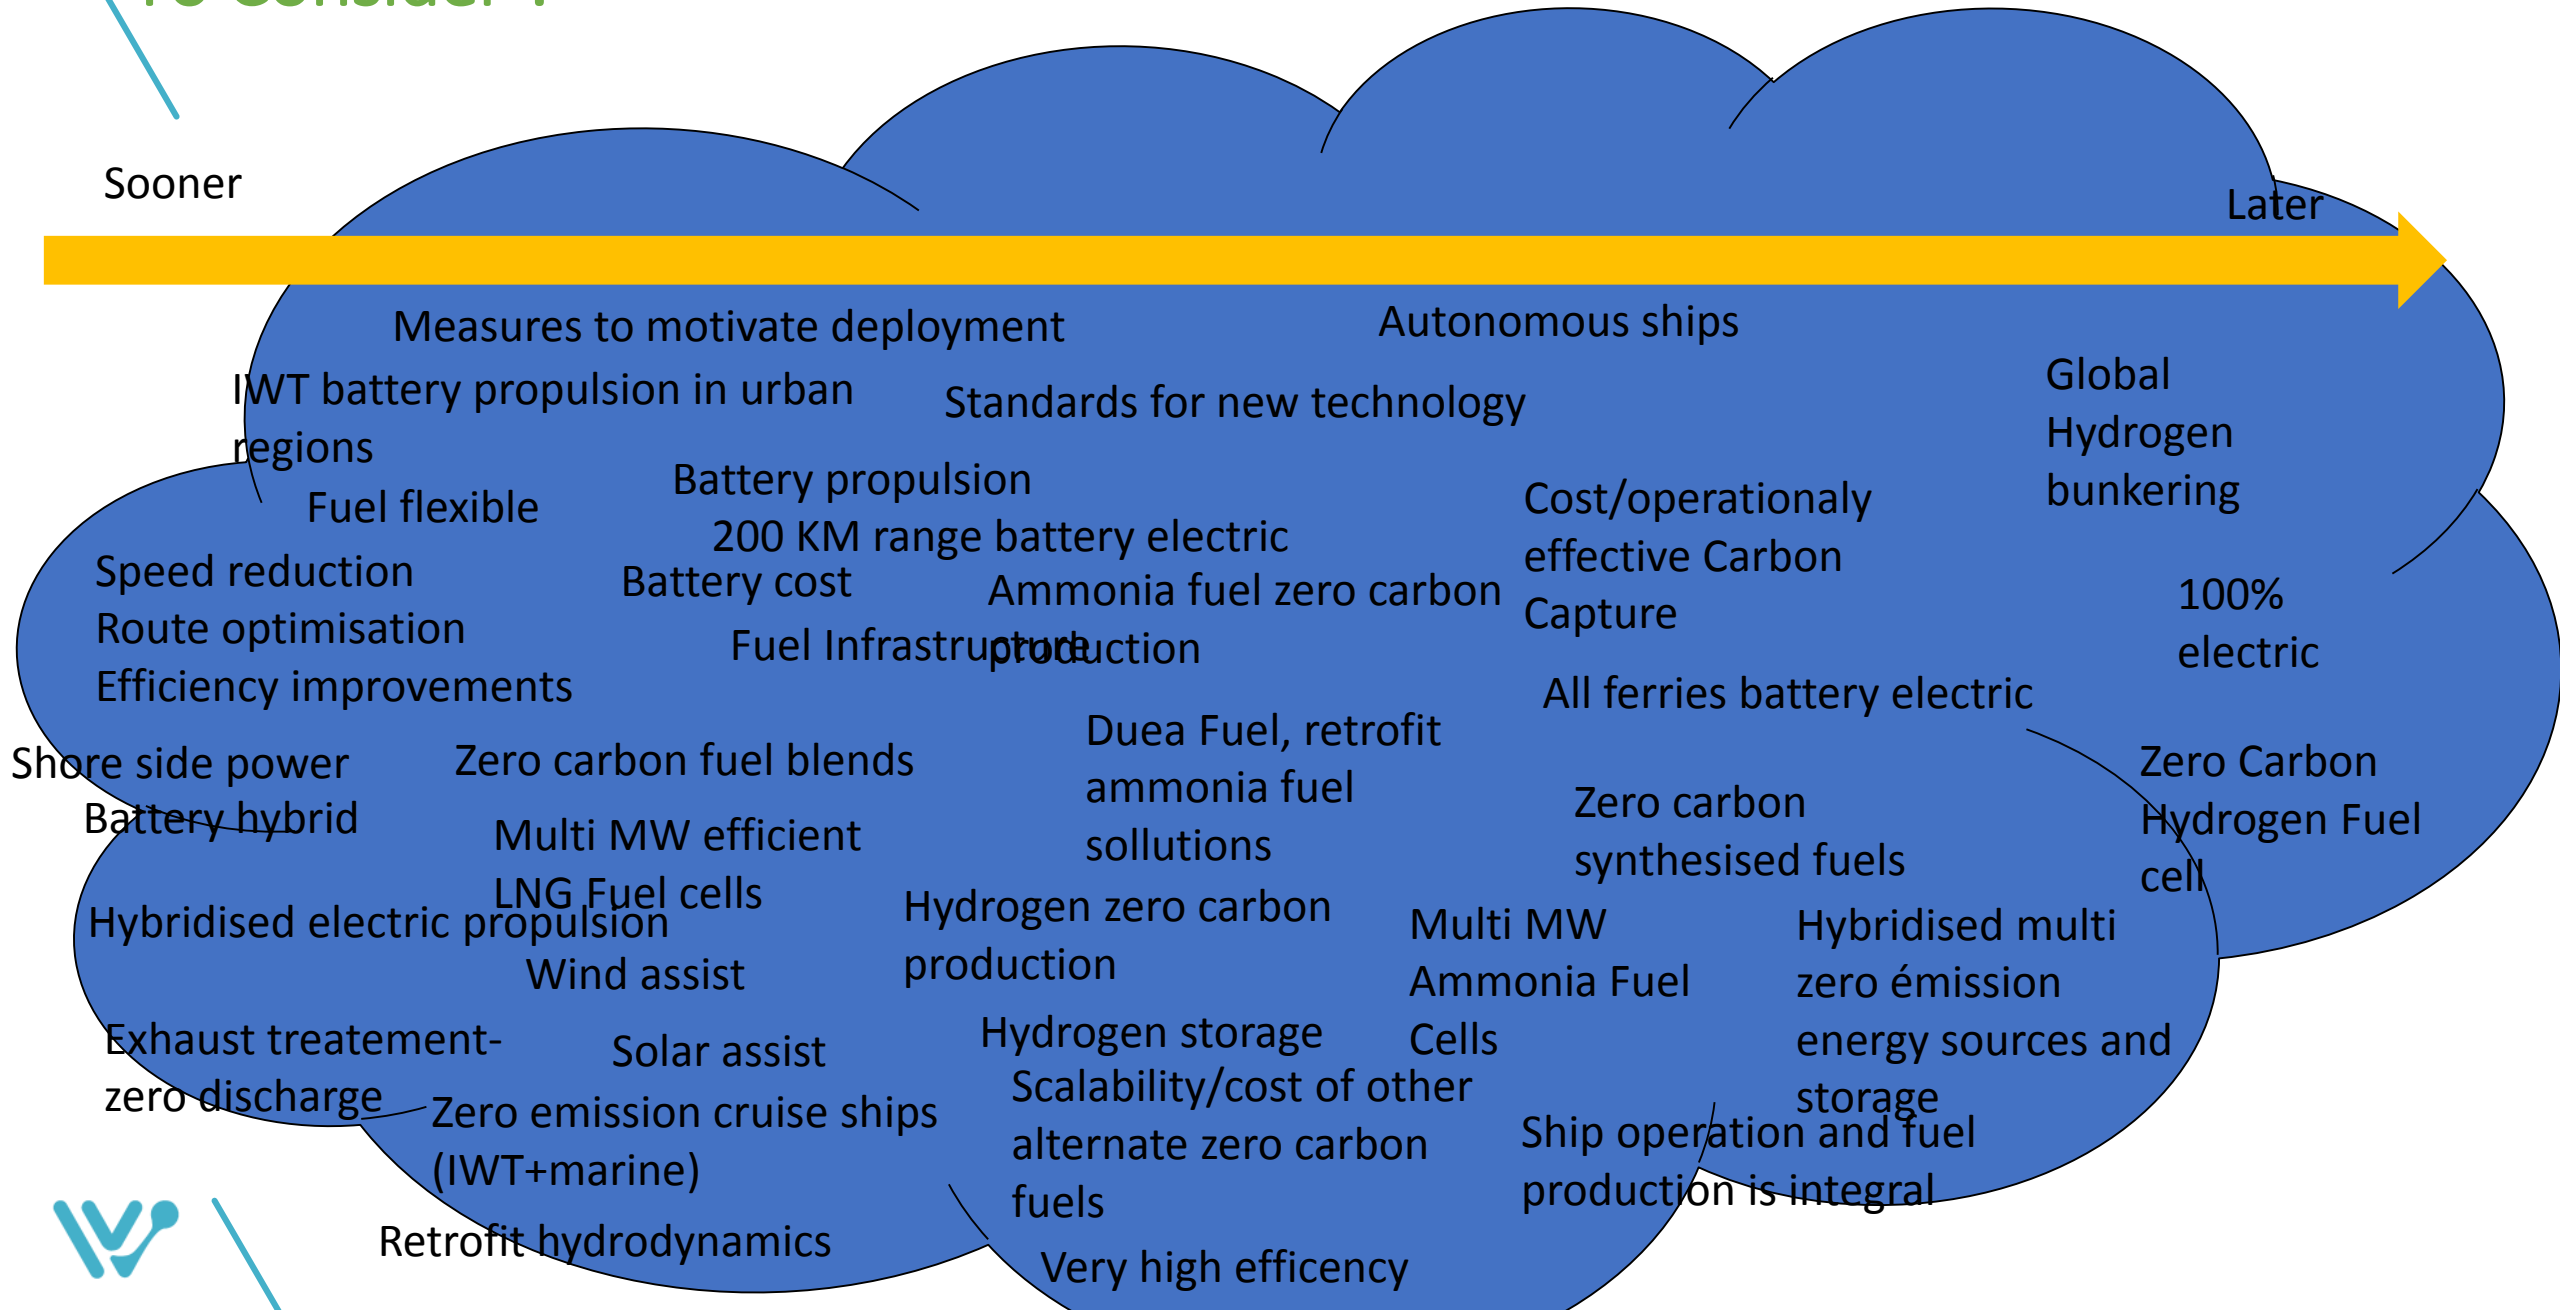 To Consider ?
Sooner
Later
Measures to motivate deployment
Autonomous ships
IWT battery propulsion in urban
regions
Standards for new technology
Global
Hydrogen
bunkering
Battery propulsion
Fuel flexible
200 KM range battery electric
Cost/operationaly
effective Carbon
Capture
Speed reduction
Route optimisation
Efficiency improvements
Battery cost
Ammonia fuel zero carbon
production
Fuel Infrastructure
100%
electric
All ferries battery electric
Duea Fuel, retrofit
ammonia fuel
sollutions
Shore side power
Battery hybrid
Zero carbon fuel blends
Zero Carbon
Hydrogen Fuel
cell
Zero carbon
synthesised fuels
Multi MW efficient
LNG Fuel cells
Hybridised electric propulsion
Hydrogen zero carbon
production
Multi MW
Ammonia Fuel
Cells
Hybridised multi
zero émission
energy sources and
storage
Wind assist
Exhaust treatement-
zero discharge
Solar assist
Hydrogen storage
Scalability/cost of other
alternate zero carbon
fuels
Zero emission cruise ships
(IWT+marine)
Ship operation and fuel
production is integral
Retrofit hydrodynamics
Very high efficency